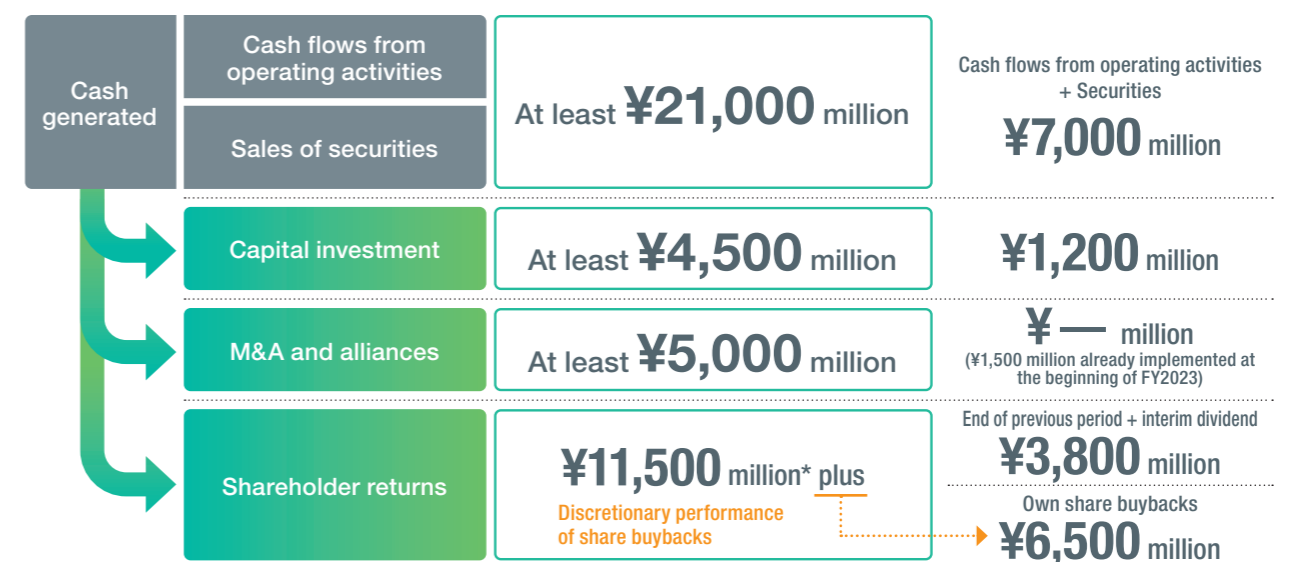 Cash
generated
Cash flows from
operating activities
Sales of securities
At least ¥21,000 million
Cash flows from operating activities
+ Securities
¥7,000 million
Capital investment
At least ¥4,500 million
¥1,200 million
M&A and alliances
At least ¥5,000 million
¥ — million
(¥1,500 million already implemented at
the beginning of FY2023)
Shareholder returns
¥11,500 million* plus
Discretionary performance
of share buybacks
End of previous period + interim dividend
¥3,800 million
Own share buybacks
¥6,500 million